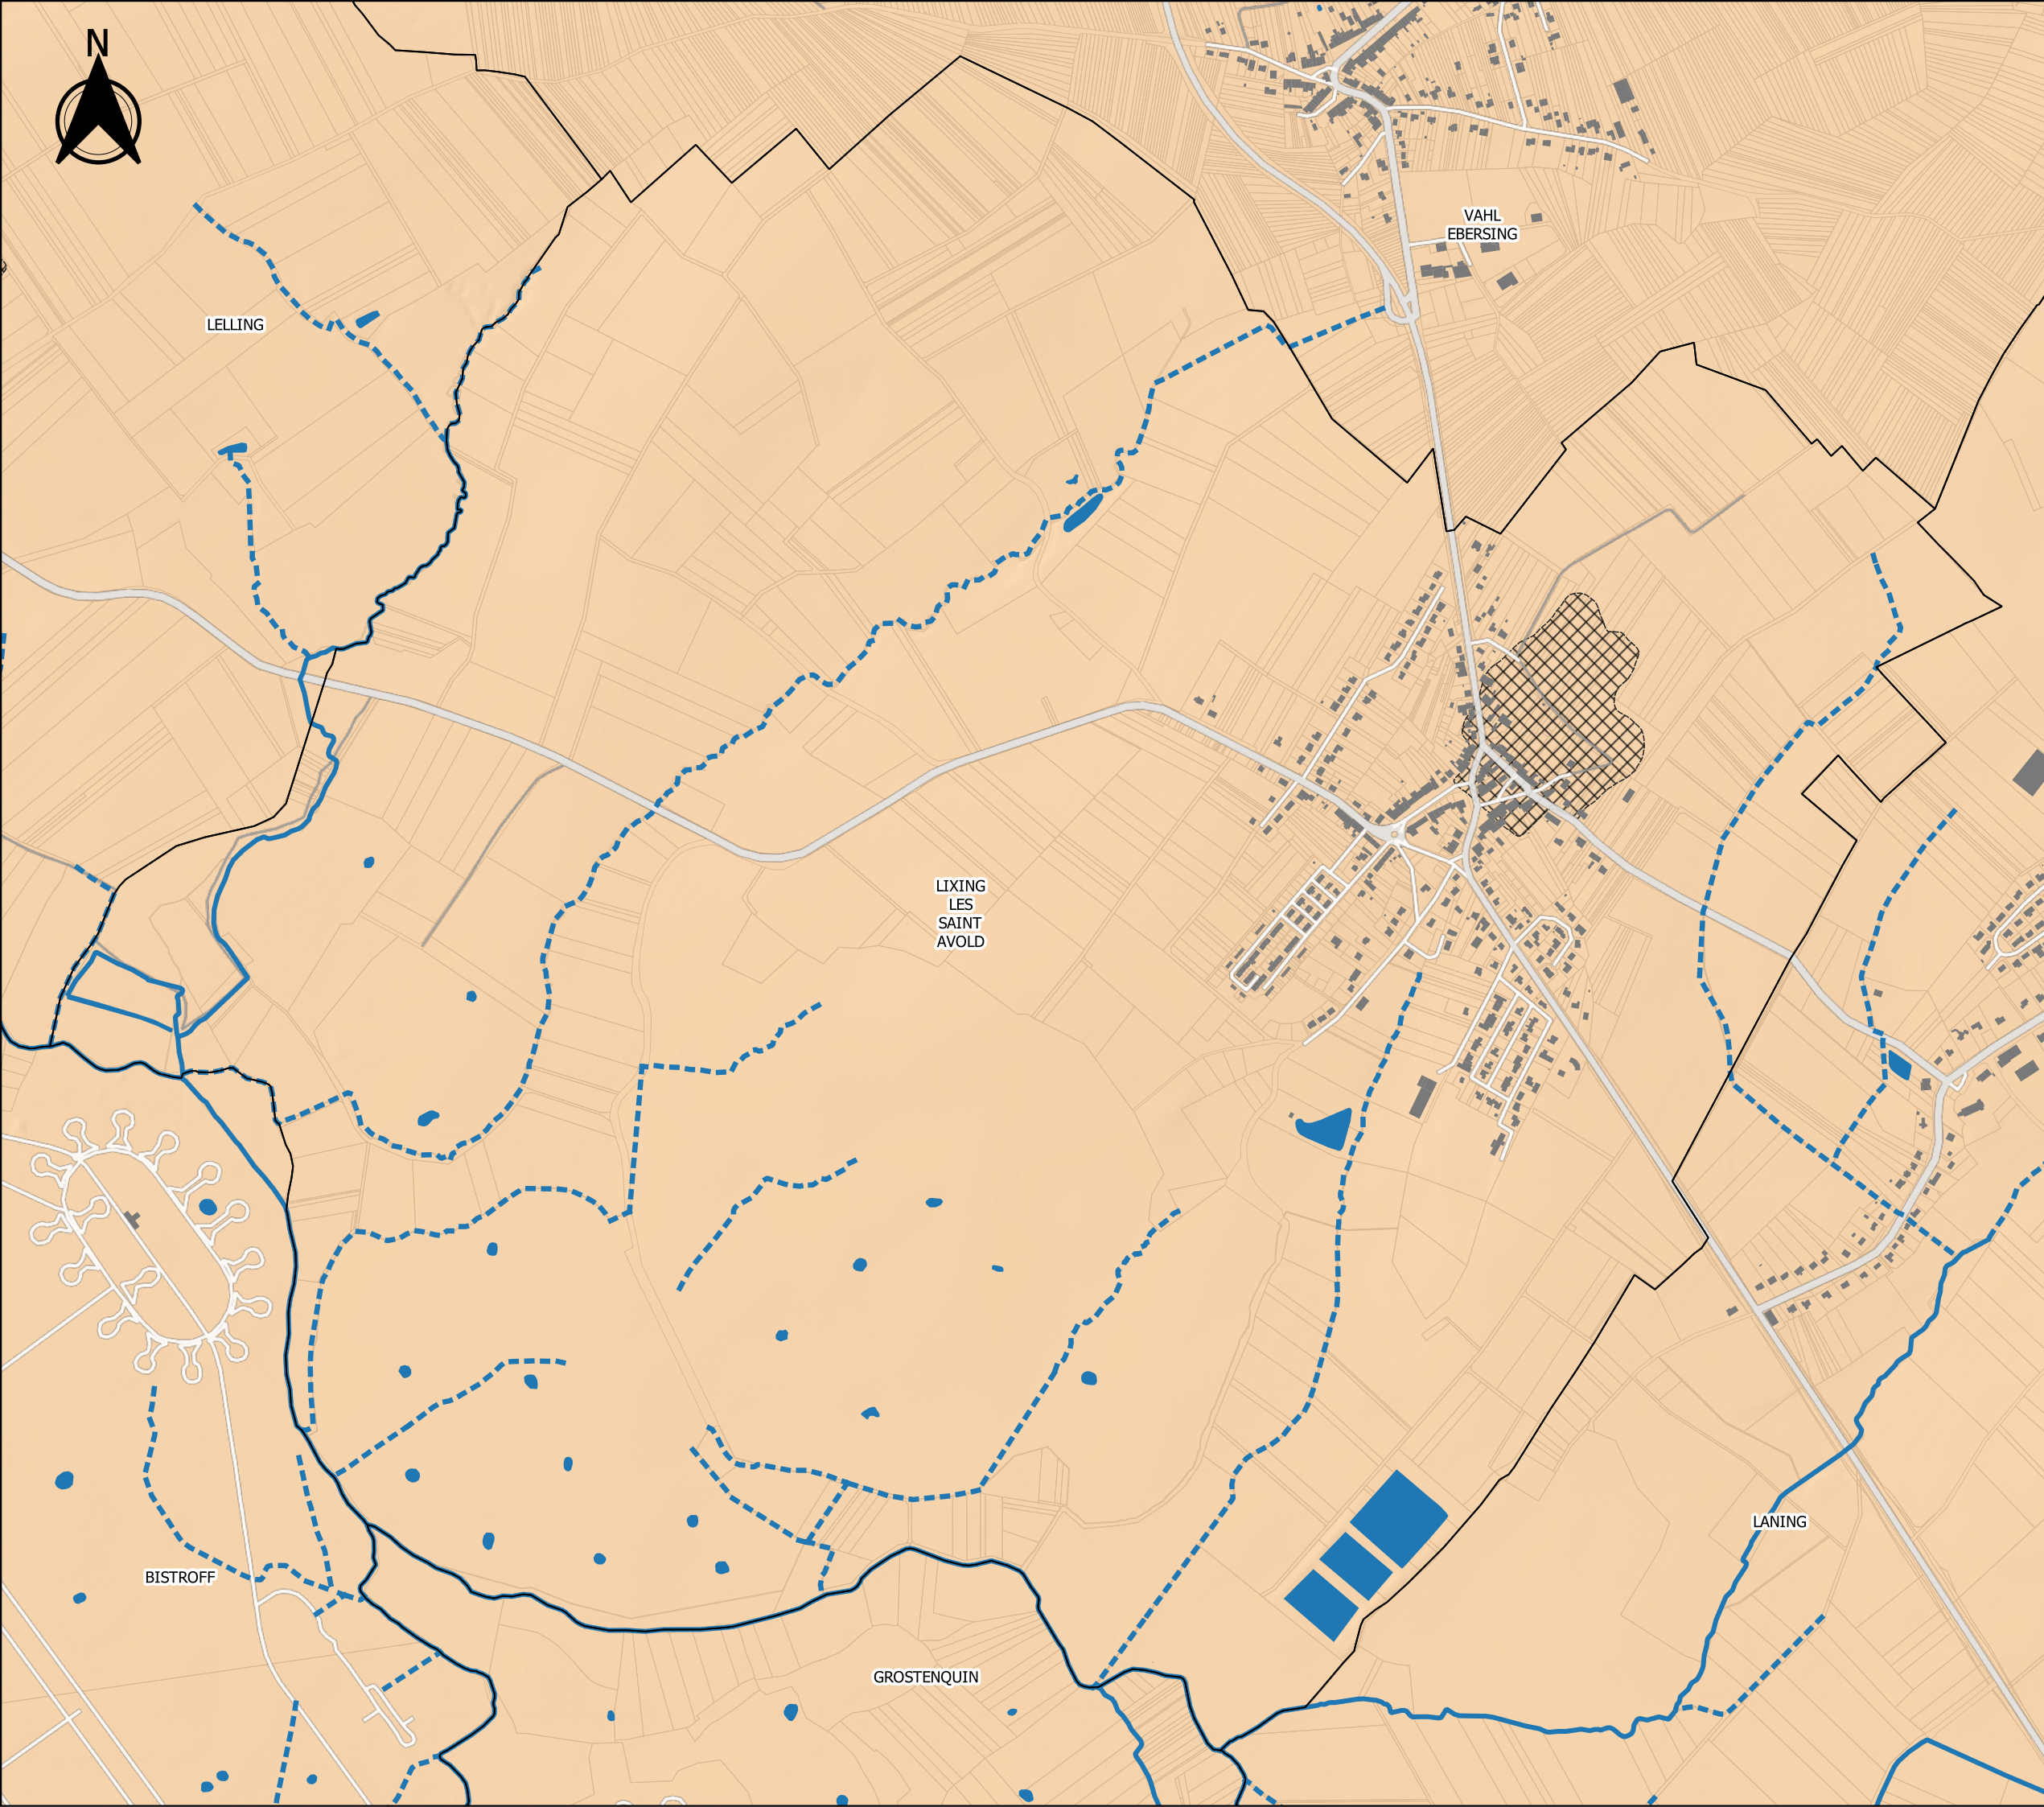 N
VAHL
EBERSING
LELLING
LIXING
LES
SAINT
AVOLD
LANING
BISTROFF
GROSTENQUIN